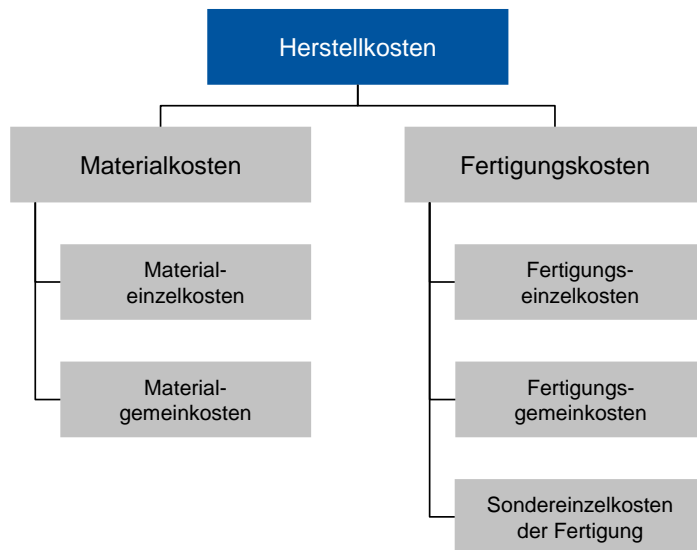 Herstellkosten
Materialkosten
Fertigungskosten
Material-
einzelkosten
Fertigungs-
einzelkosten
Material-
gemeinkosten
Fertigungs-
gemeinkosten
Sondereinzelkosten
der Fertigung